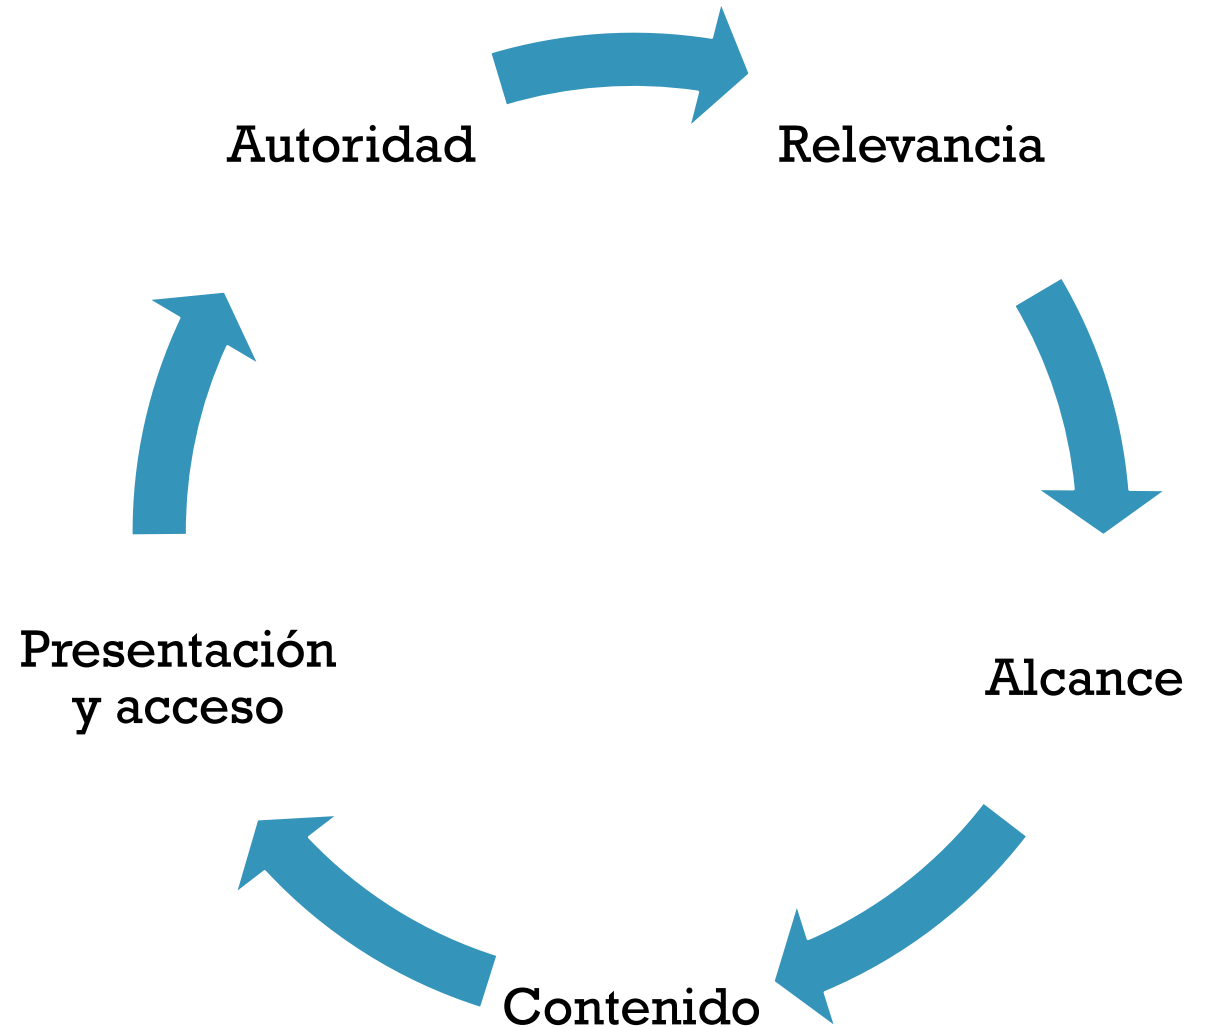 Autoridad
Relevancia
Alcance
Contenido
Presentación
y acceso